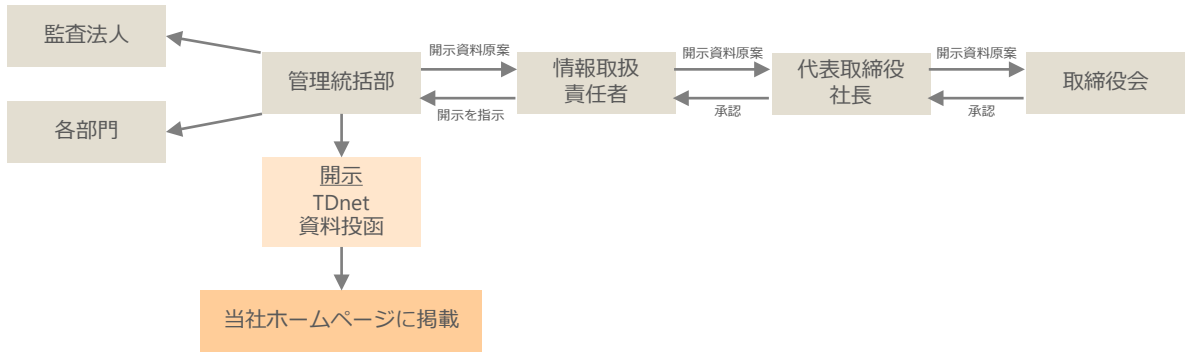 監査法人
各部門
管理統括部
開示資料原案
開示を指示
情報取扱
責任者
開示資料原案
承認
代表取締役
社長
開示資料原案
承認
取締役会
開示
TDnet
資料投函
当社ホームページに掲載